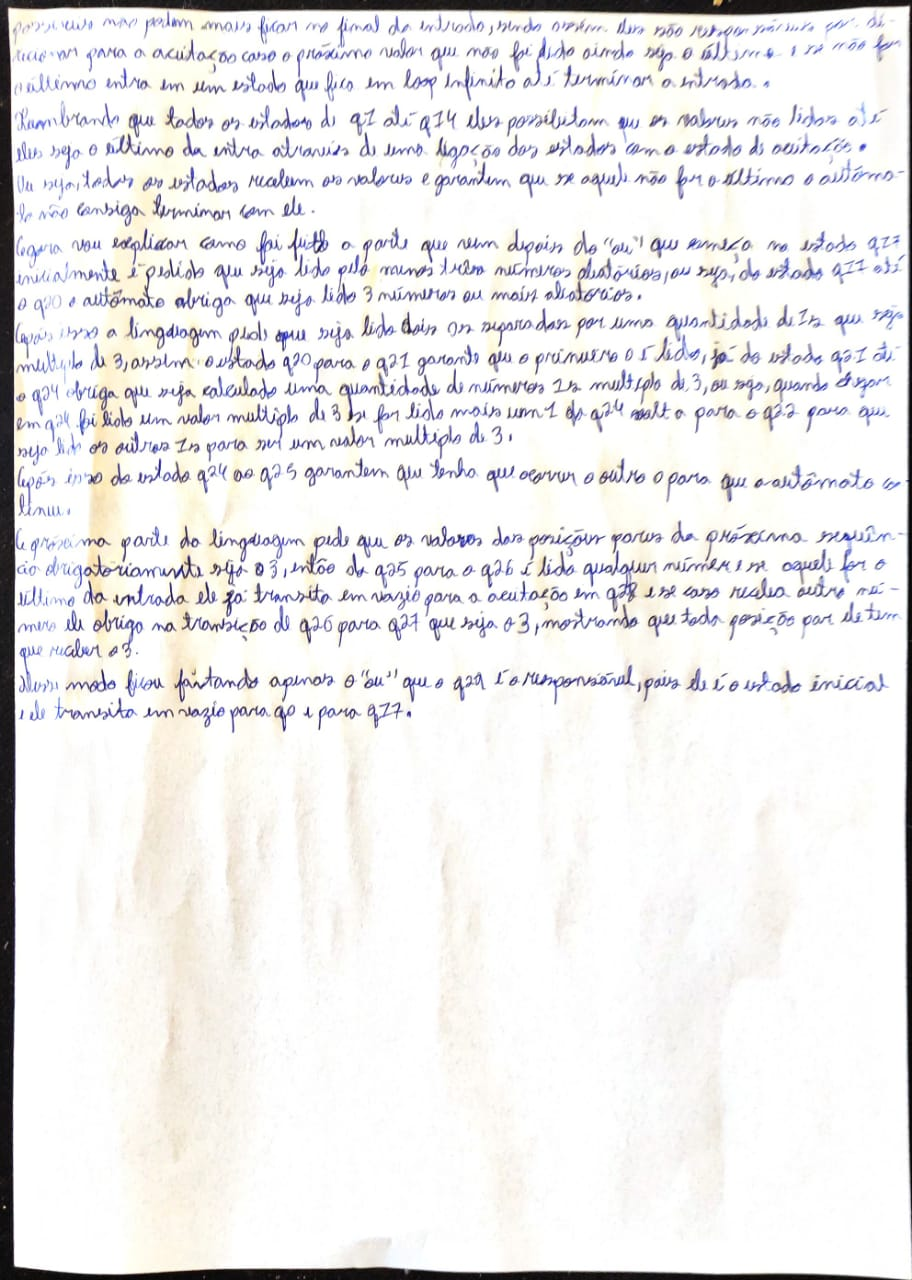 não podem mais ficar no final da entrada, sendo assim eles são responsáveis por di-
recionar para a aceitação caso o próximo valor que não foi lido ainda seja o último e se não for
o último entra em um estado que fica em loop infinito até terminar a entrada.
Lembrando que todos os estados de q1 até q14 eles possibilitam que os valores não lidos até
eles seja o último da entra através de uma ligação dos estados com o estado de aceitação.
Ou seja, todos os estados recebem os valores e garantem que se aquele não for o último o autôma-
to não consiga terminar com ele.
Agora vou explicar como foi feito a parte que vem depois do "ou" que começa no estado q17
inicialmente é pedido que seja lido pelo menos três números aleatórios, ou seja, do estado q17 até
o q20 o autômato obriga que seja lido 3 números ou mais aleatórios.
Após isso a linguagem pede que seja lido dois 0s separados por uma quantidade de 1s que seja
multiplo de 3, assim o estado q20 para o q21 garante que o primeiro 0 é lido, já do estado q21 até
o q24 obriga que seja calculado uma quantidade de números 1s multiplo de 3, ou seja, quando chegar
em q24 foi lido um valor multiplo de 3 se for lido mais um 1 do q24 volta para o q22 para que
seja lido os outros 1s para ser um valor multiplo de 3.
Após isso do estado q24 ao q25 garantem que tenha que ocorrer o outro 0 para que o autômato co-
tinue.
A próxima parte da linguagem pede que os valores das posições pares da próxima sequên-
cia obrigatoriamente seja o 3, então do q25 para o q26 é lido qualquer número e se aquele for o
último da entrada ele já transita em vazio para a aceitação em q28 e se caso receba outro nú-
mero ele obriga na transição de q26 para q27 que seja o 3, mostrando que toda posição par ele tem
que receber o 3.
Desse modo ficou faltando apenas o "ou" que o q29 é o responsável, pois ele é o estado inicial
e ele transita em vazio para q0 e para q17.